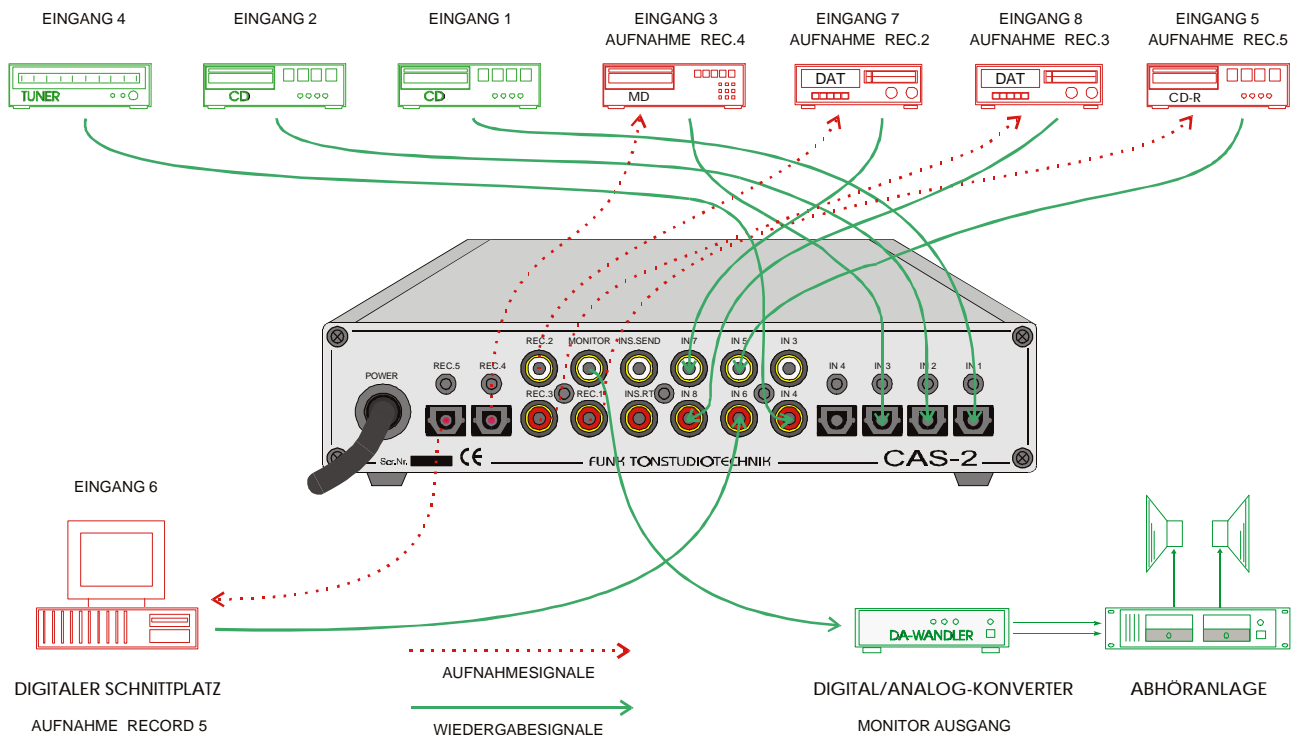 EINGANG 4
EINGANG 2
EINGANG 1
EINGANG 3
AUFNAHME REC.4
EINGANG 7
AUFNAHME REC.2
EINGANG 8
AUFNAHME REC.3
EINGANG 5
AUFNAHME REC.5
TUNER
CD
CD
MD
DAT
DAT
CD-R
POWER
REC.5
REC.4
REC.2
MONITOR
INS.SEND
IN 7
IN 5
IN 3
IN 4
IN 3
IN 2
IN 1
REC.3
REC.1
INS.RT
IN 8
IN 6
IN 4
Ser.Nr.
CE
FUNK TONSTUDIOTECHNIK
CAS-2
EINGANG 6
DIGITALER SCHNITTPLATZ
AUFNAHME RECORD 5
AUFNAHMESIGNALE
WIEDERGABESIGNALE
DA-WANDLER
DIGITAL/ANALOG-KONVERTER
MONITOR AUSGANG
ABHÖRANLAGE